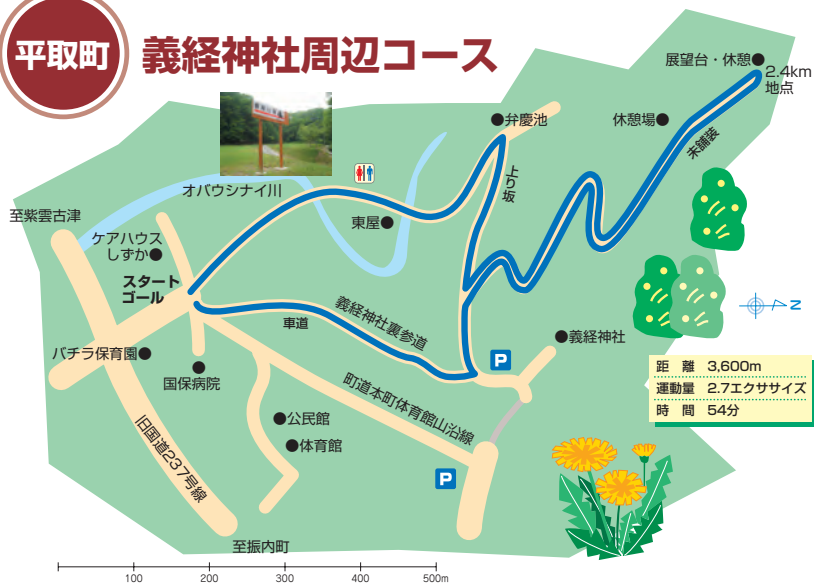 平取町
義経神社周辺コース
展望台・休憩
2.4km
地点
弁慶池
休憩場
未舗装
上り坂
オバウシナイ川
東屋
至紫雲古津
ケアハウス
しずか
スタート
ゴール
義経神社裏参道
車道
義経神社
N
P
バチラ保育園
国保病院
町道本町体育館山沿線
公民館
体育館
旧国道237号線
P
至振内町
距離 3,600m
運動量 2.7エクササイズ
時間 54分
100 200 300 400 500m